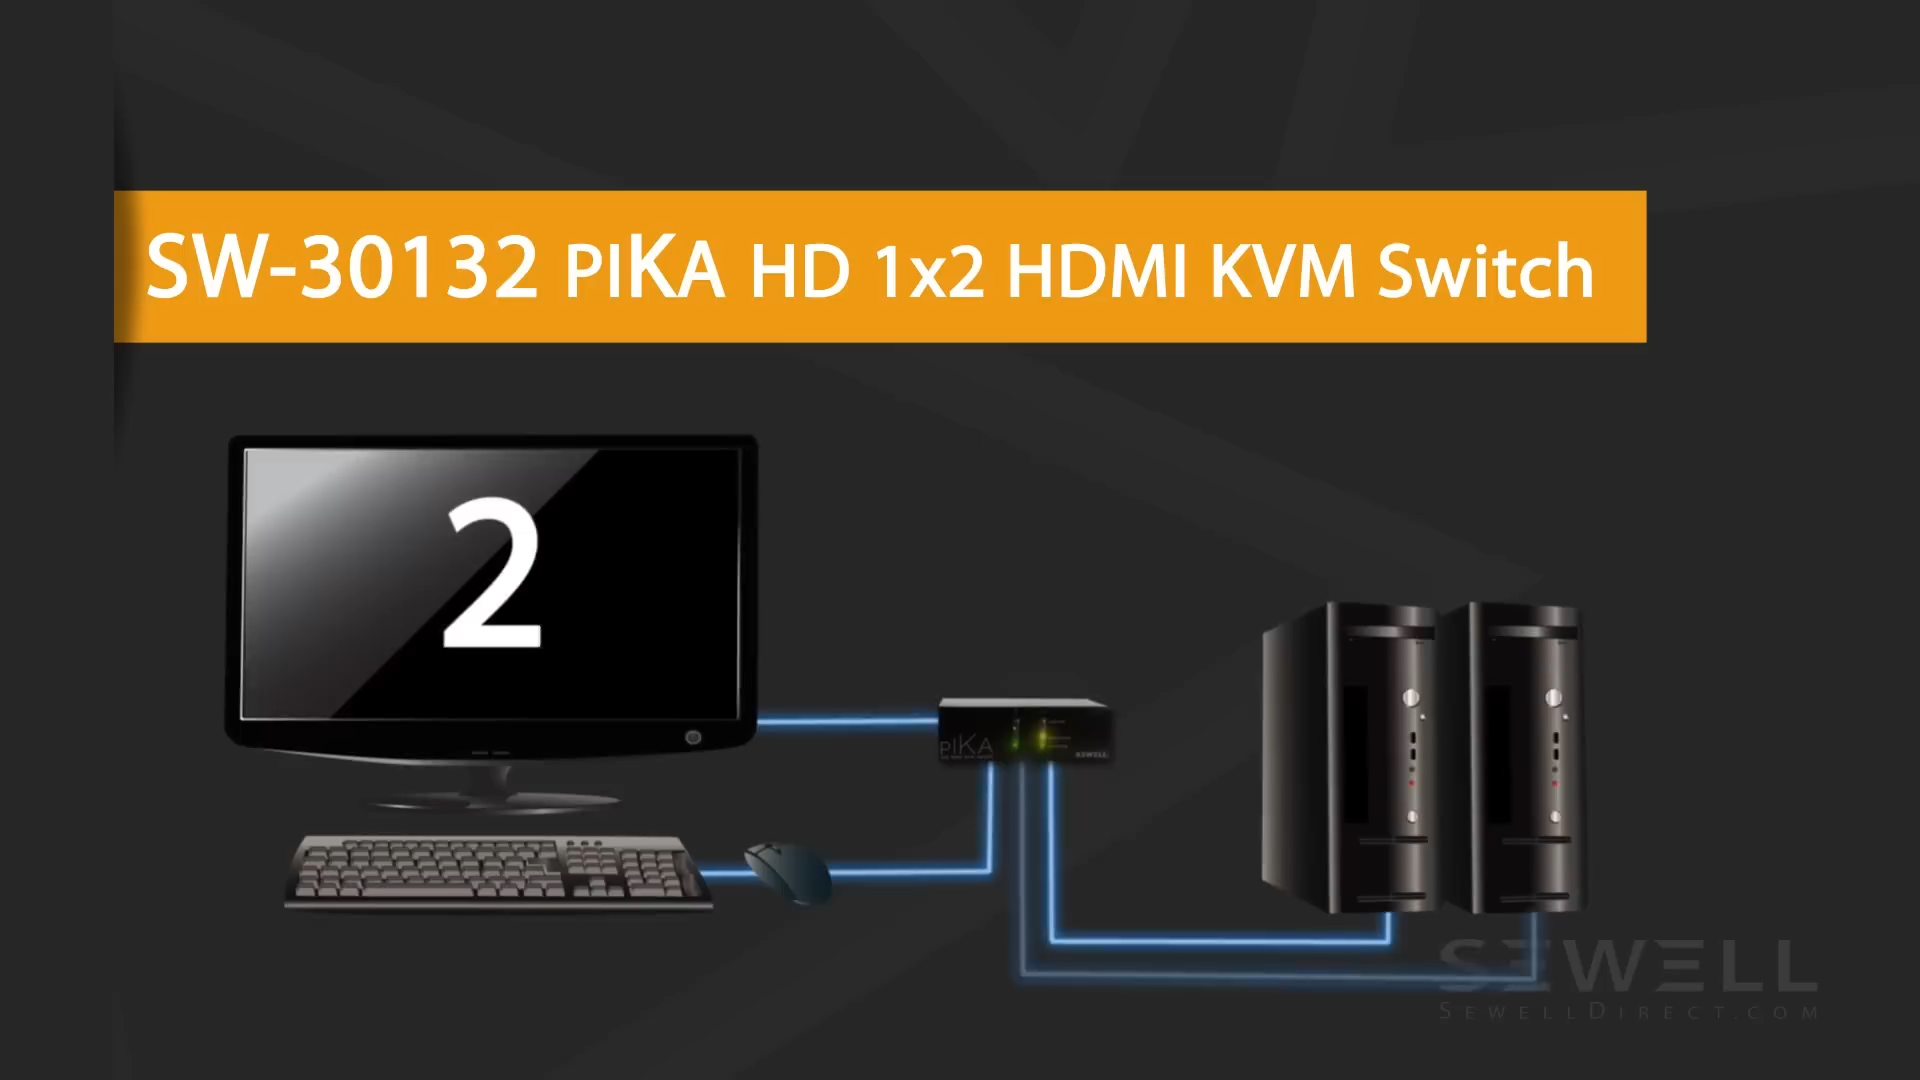 SW-30132 PIKA HD 1x2 HDMI KVM Switch
2
PIKA
SEWELL
SEWELL
SEWELLDIRECT.COM